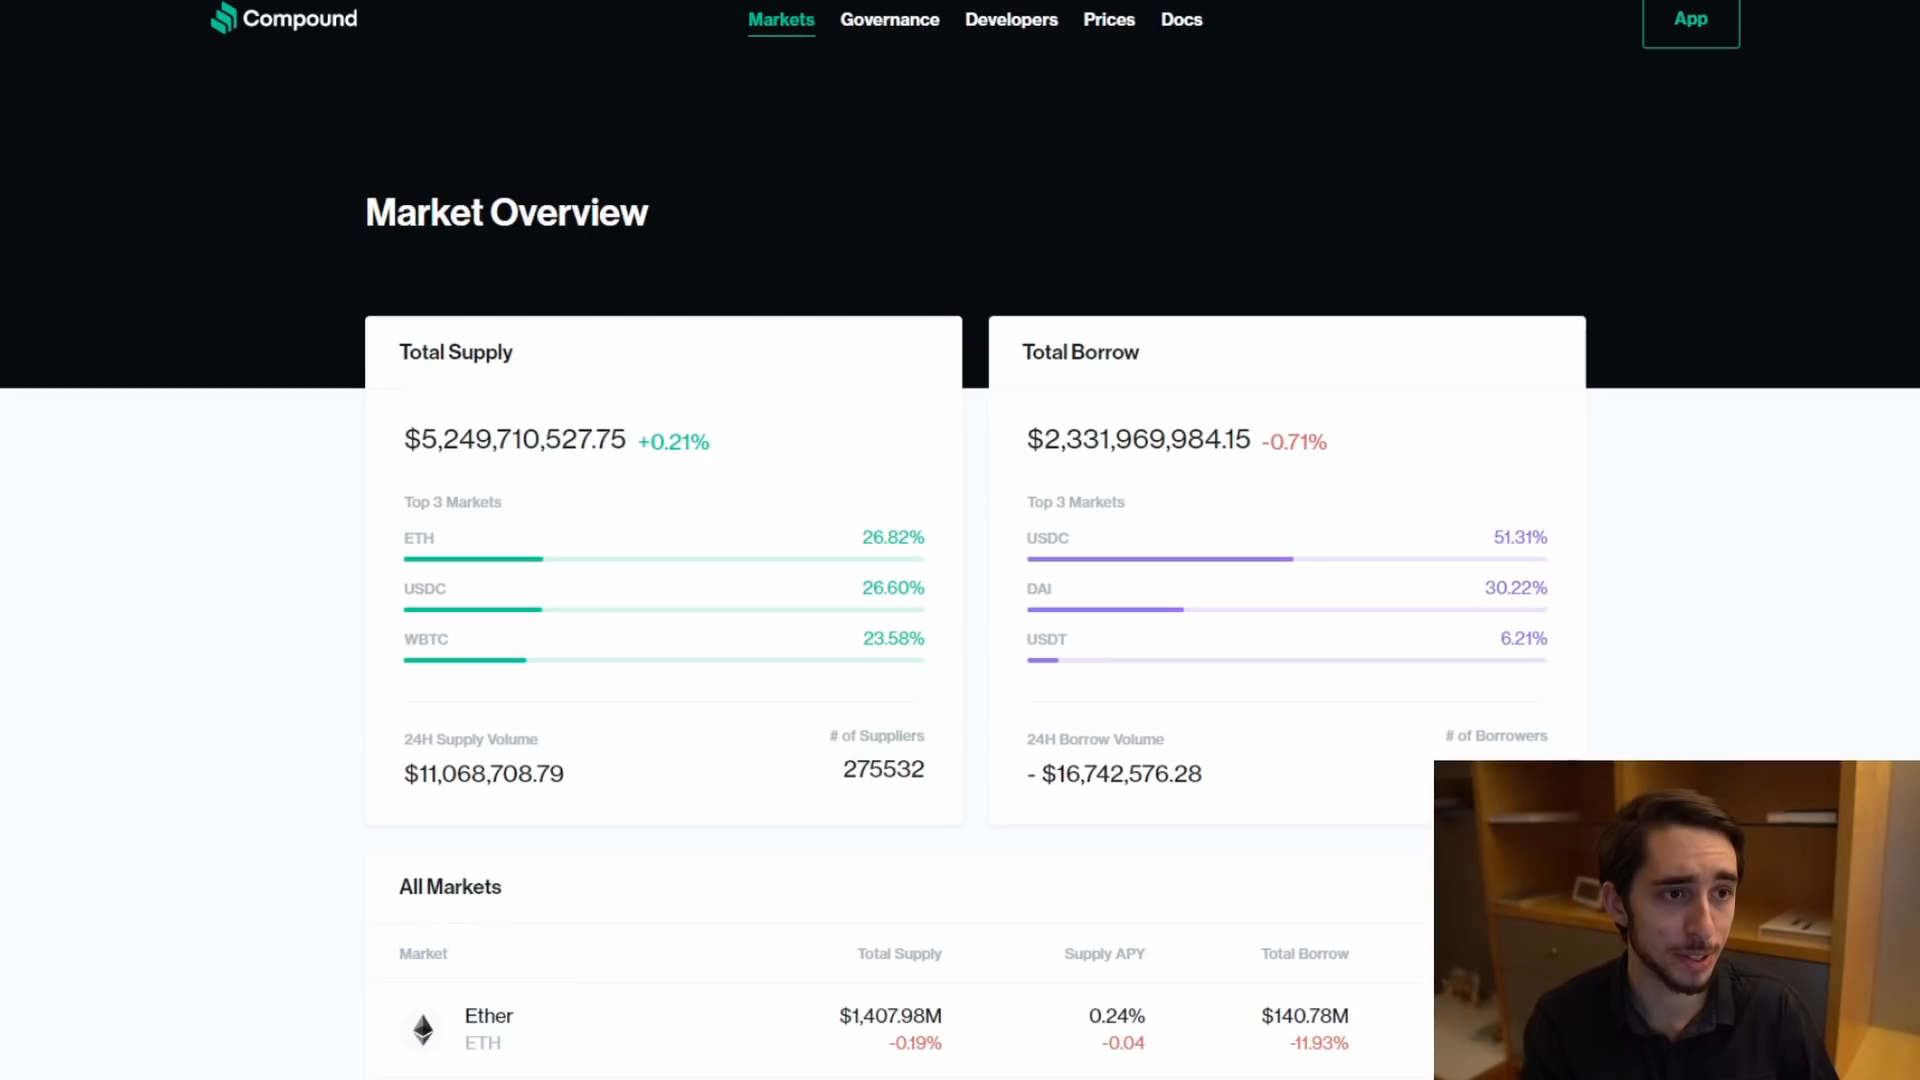 Compound
Markets Governance Developers Prices Docs
App
Market Overview
Total Supply
$5,249,710,527.75 +0.21%
Top 3 Markets
ETH 26.82%
USDC 26.60%
WBTC 23.58%
24H Supply Volume # of Suppliers
$11,068,708.79 275532
Total Borrow
$2,331,969,984.15 -0.71%
Top 3 Markets
USDC 51.31%
DAI 30.22%
USDT 6.21%
24H Borrow Volume # of Borrowers
- $16,742,576.28
All Markets
Market Total Supply Supply APY Total Borrow
Ether $1,407.98M 0.24% $140.78M
ETH -0.19% -0.04 -11.93%